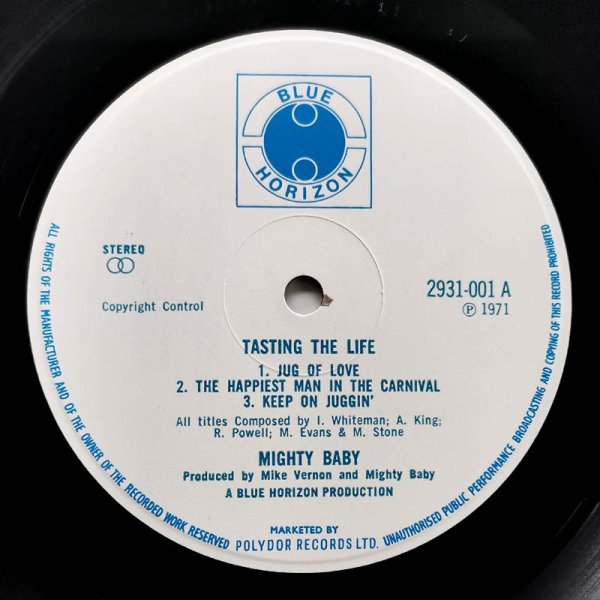 BLUE
HORIZON
STEREO
Copyright Control
2931-001 A
℗ 1971
TASTING THE LIFE
1. JUG OF LOVE
2. THE HAPPIEST MAN IN THE CARNIVAL
3. KEEP ON JUGGIN'
All titles Composed by I. Whiteman; A. King;
R. Powell; M. Evans & M. Stone
MIGHTY BABY
Produced by Mike Vernon and Mighty Baby
A BLUE HORIZON PRODUCTION
MARKETED BY
POLYDOR RECORDS LTD.
ALL RIGHTS OF THE MANUFACTURER AND OF THE OWNER OF THE RECORDED WORK RESERVED
UNAUTHORISED PUBLIC PERFORMANCE BROADCASTING AND COPYING OF THIS RECORD PROHIBITED